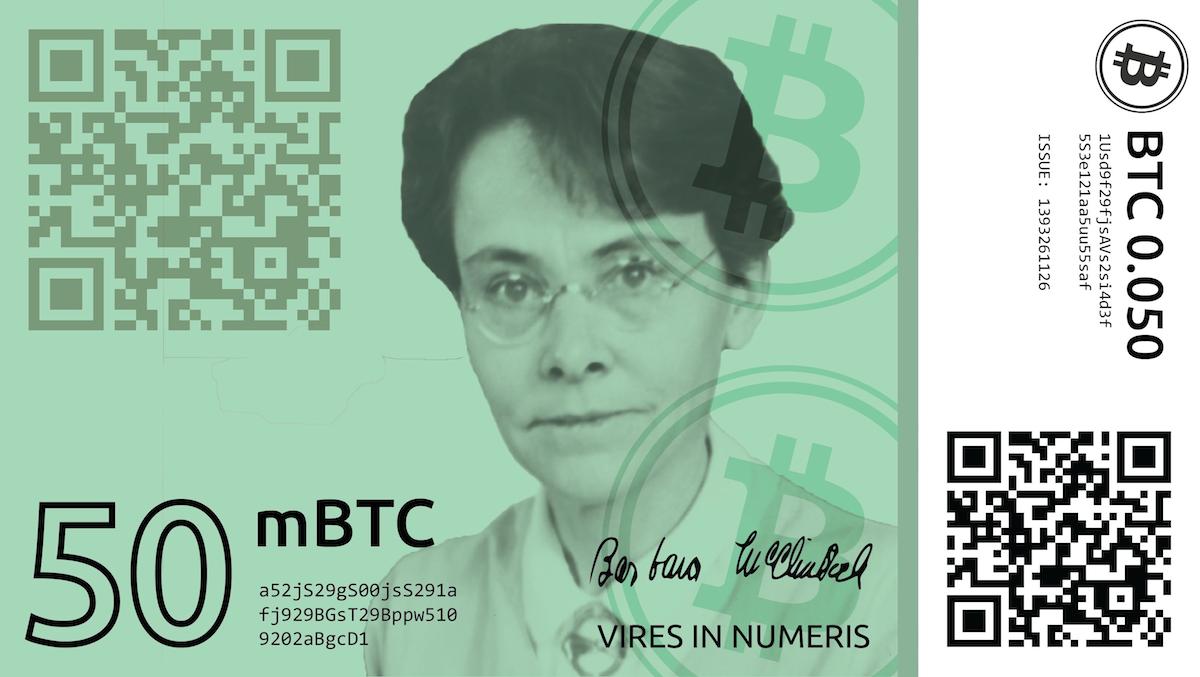 50
mBTC
a52jS29gS00jsS291a
fj929BGsT29Bppw510
9202aBgcD1
Barbara McClintock
VIRES IN NUMERIS
BTC 0.050
1Usd9f29fjsAVs2si4d3f
5S3e121aa5uu55saf
ISSUE: 1393261126